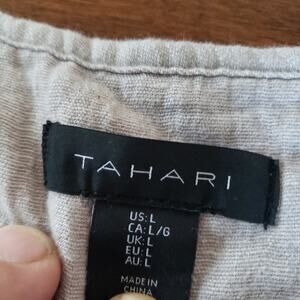 TAHARI
US: L
CA: L/G
UK: L
EU: L
AU: L
MADE IN
CHINA